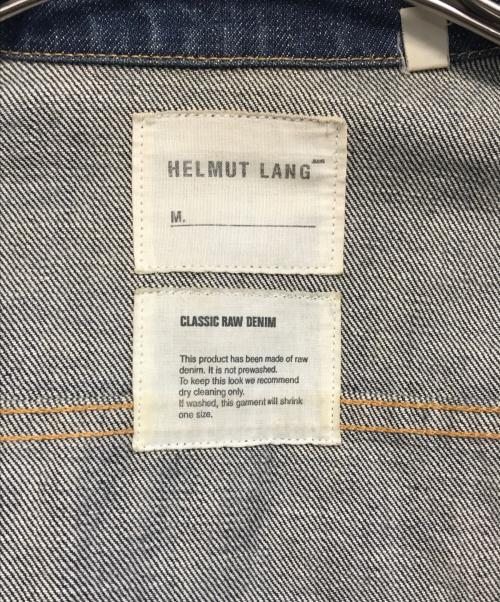 HELMUT LANG JEANS
M.
CLASSIC RAW DENIM
This product has been made of raw
denim. It is not prewashed.
To keep this look we recommend
dry cleaning only.
If washed, this garment will shrink
one size.